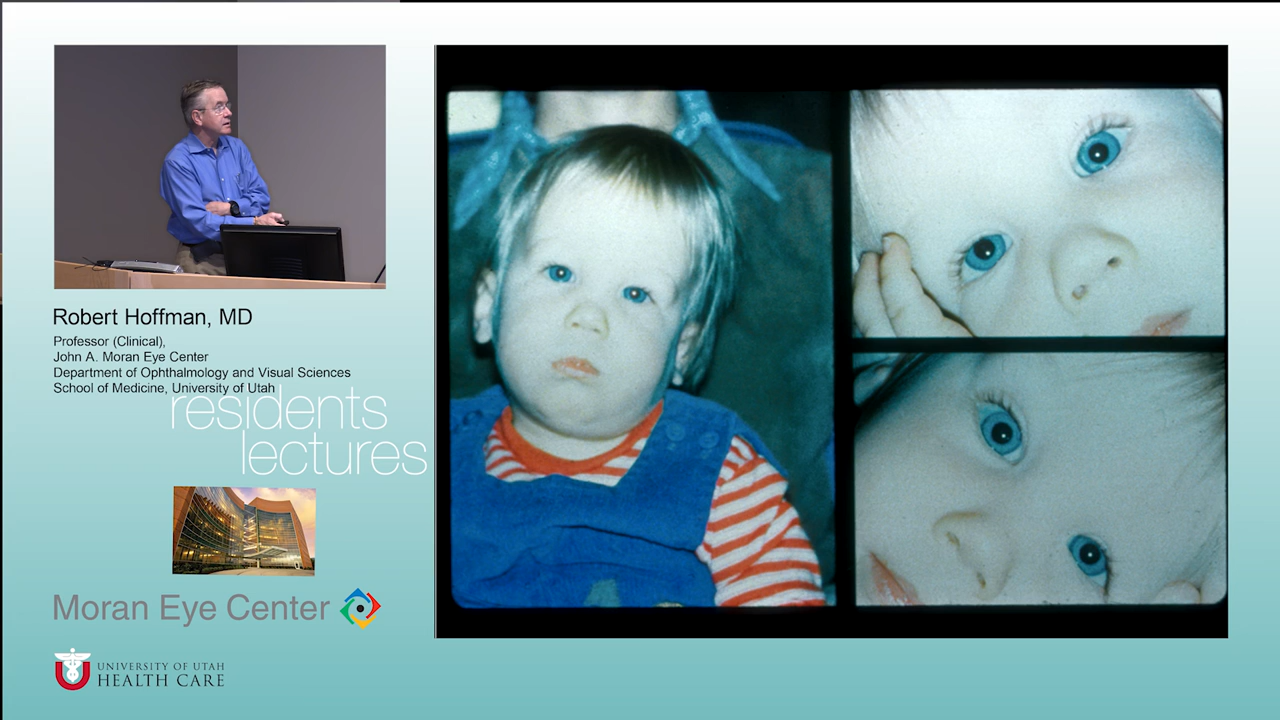 Robert Hoffman, MD
Professor (Clinical),
John A. Moran Eye Center
Department of Ophthalmology and Visual Sciences
School of Medicine, University of Utah
residents
lectures
Moran Eye Center
UNIVERSITY OF UTAH
HEALTH CARE